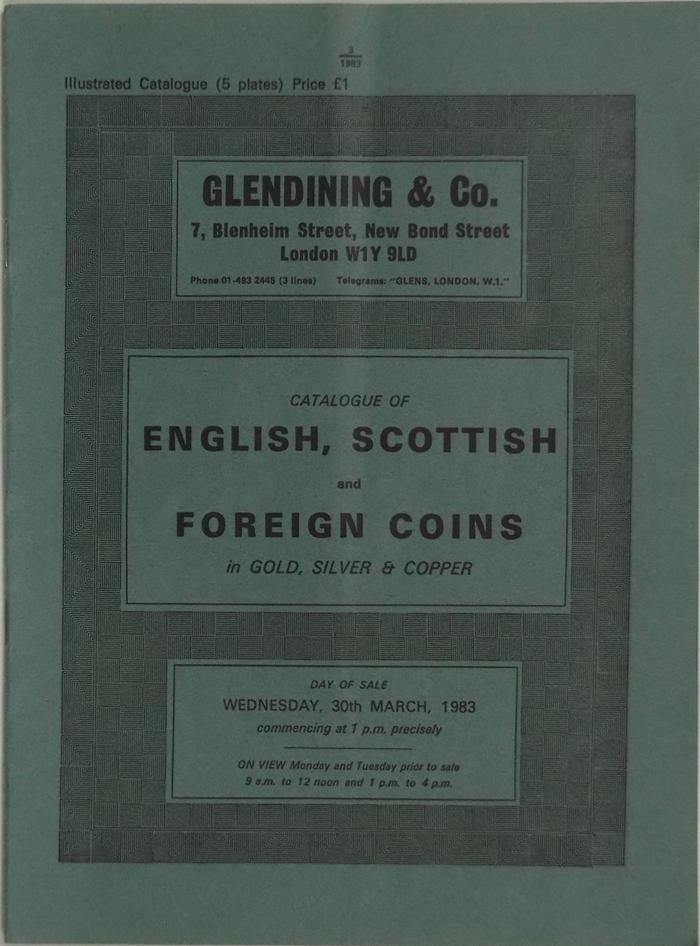 3
1983
Illustrated Catalogue (5 plates) Price £1
GLENDINING & Co.
7, Blenheim Street, New Bond Street
London W1Y 9LD
Phone 01-493 2445 (3 lines) Telegrams: "GLENS, LONDON, W.1."
CATALOGUE OF
ENGLISH, SCOTTISH
and
FOREIGN COINS
in GOLD, SILVER & COPPER
DAY OF SALE
WEDNESDAY, 30th MARCH, 1983
commencing at 1 p.m. precisely
ON VIEW Monday and Tuesday prior to sale
9 a.m. to 12 noon and 1 p.m. to 4 p.m.